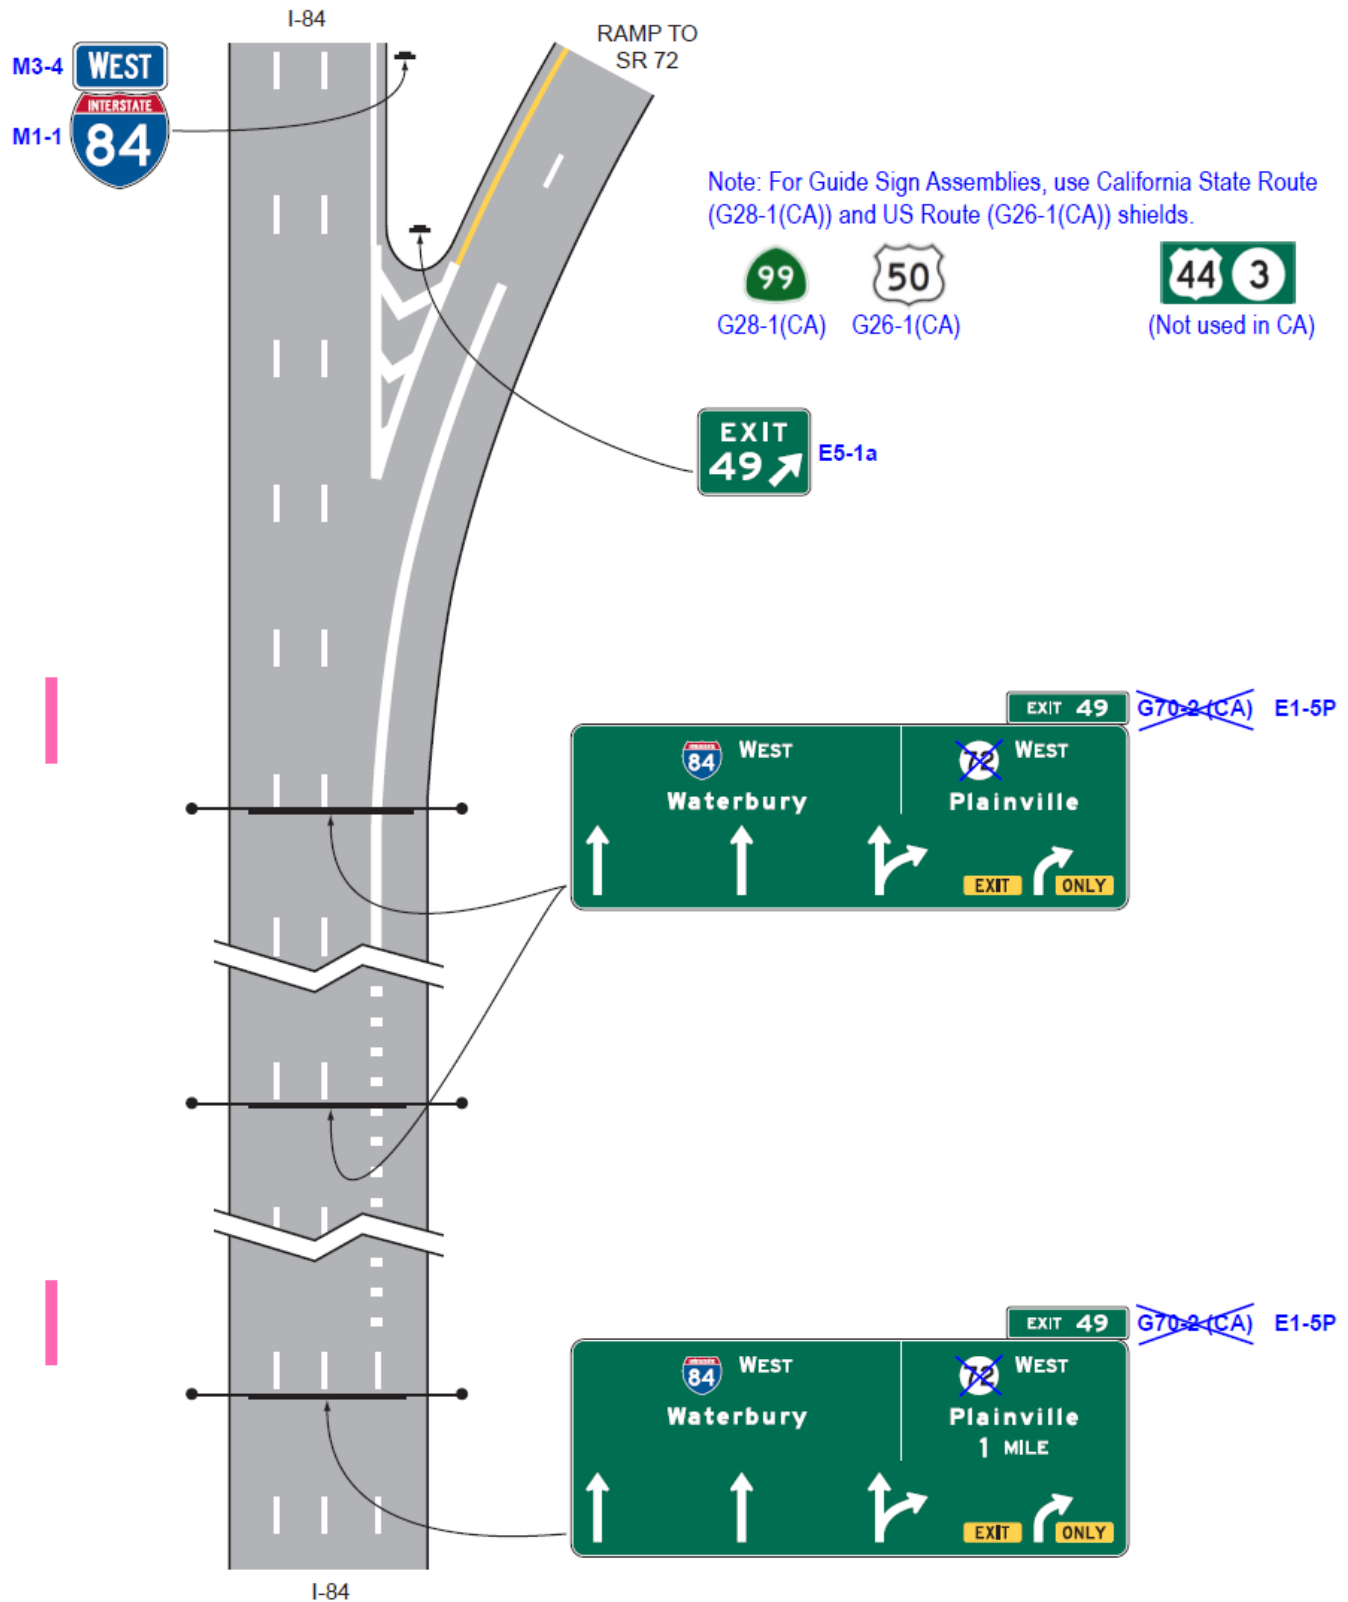 I-84
RAMP TO
SR 72
M3-4
WEST
M1-1
INTERSTATE
84
Note: For Guide Sign Assemblies, use California State Route
(G28-1(CA)) and US Route (G26-1(CA)) shields.
99
50
44 3
G28-1(CA)
G26-1(CA)
(Not used in CA)
EXIT
49
E5-1a
EXIT 49
G70-2 (CA)
E1-5P
INTERSTATE
84 WEST
Waterbury
72 WEST
Plainville
EXIT ONLY
EXIT 49
G70-2 (CA)
E1-5P
INTERSTATE
84 WEST
Waterbury
72 WEST
Plainville
1 MILE
EXIT ONLY
I-84